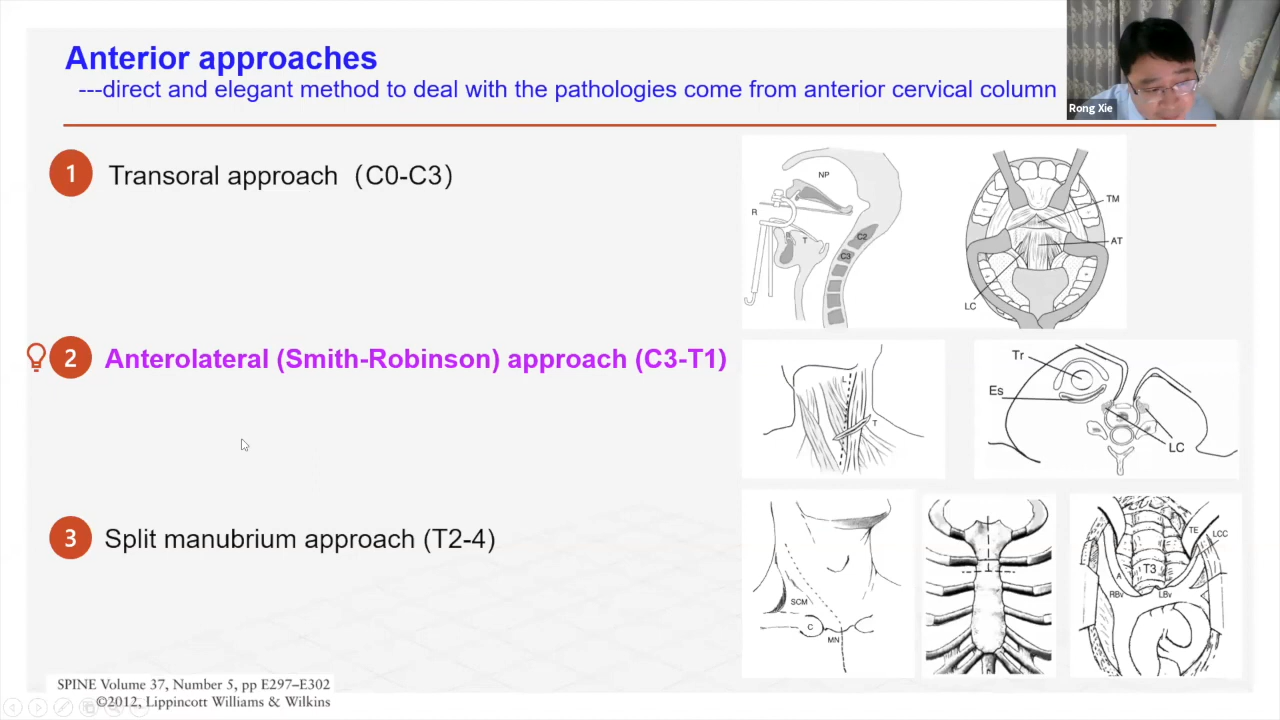 Anterior approaches
---direct and elegant method to deal with the pathologies come from anterior cervical column
Rong Xie
1 Transoral approach （C0-C3）
NP
R
T
C2
C3
TM
AT
LC
2 Anterolateral (Smith-Robinson) approach (C3-T1)
L
T
Tr
Es
LC
3 Split manubrium approach (T2-4)
SCM
C
MN
TE
LCC
T3
A
RBv
LBv
SPINE Volume 37, Number 5, pp E297–E302
©2012, Lippincott Williams & Wilkins